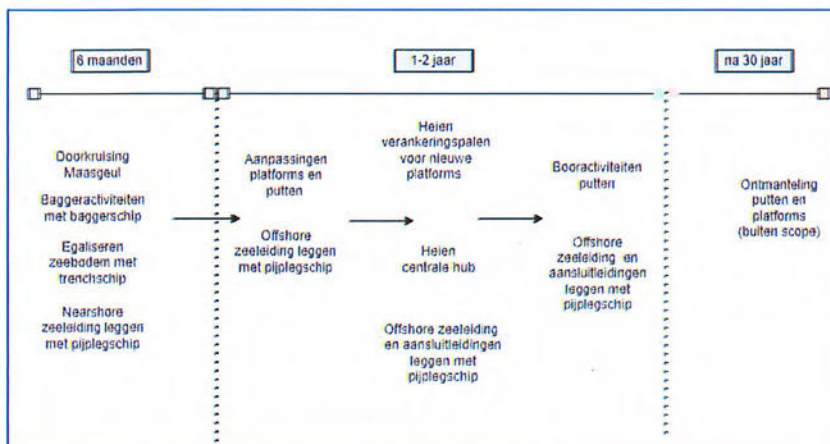 6 maanden
1-2 jaar
na 30 jaar
Doorkruising
Maasgeul
Baggeractiviteiten
met baggerschip
Egaliseren
zeebodem met
trenchschip
Nearshore
zeeleiding leggen
met pijplegschip
Aanpassingen
platforms en
putten
Offshore
zeeleiding leggen
met pijplegschip
Heien
verankeringspalen
voor nieuwe
platforms
Heien
centrale hub
Offshore zeeleiding
en aansluitleidingen
leggen met
pijplegschip
Booractiviteiten
putten
Offshore
zeeleiding en
aansluitleidingen
leggen met
pijplegschip
Ontmanteling
putten en
platforms
(buiten scope)